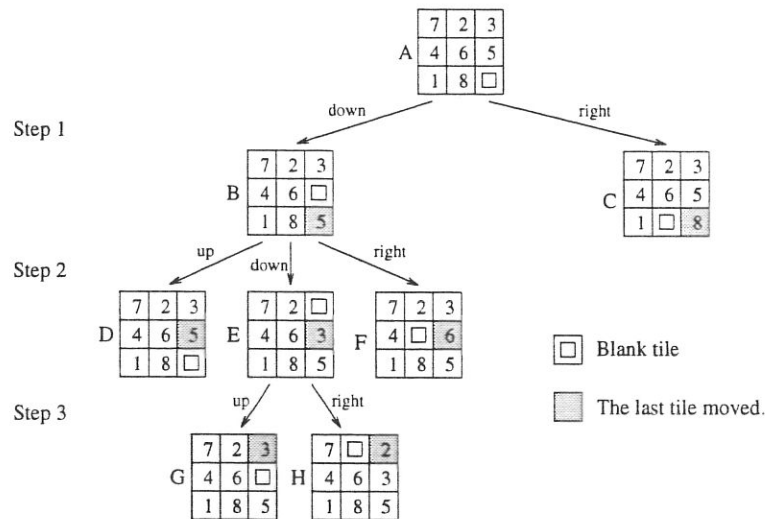 7 2 3
A 4 6 5
1 8
down
right
Step 1
7 2 3
B 4 6
1 8 5
7 2 3
C 4 6 5
1 8
up
down
right
Step 2
7 2 3
D 4 6 5
1 8
7 2
E 4 6 3
1 8 5
7 2 3
F 4 6
1 8 5
Blank tile
The last tile moved.
up
right
Step 3
7 2 3
G 4 6
1 8 5
7 2
H 4 6 3
1 8 5